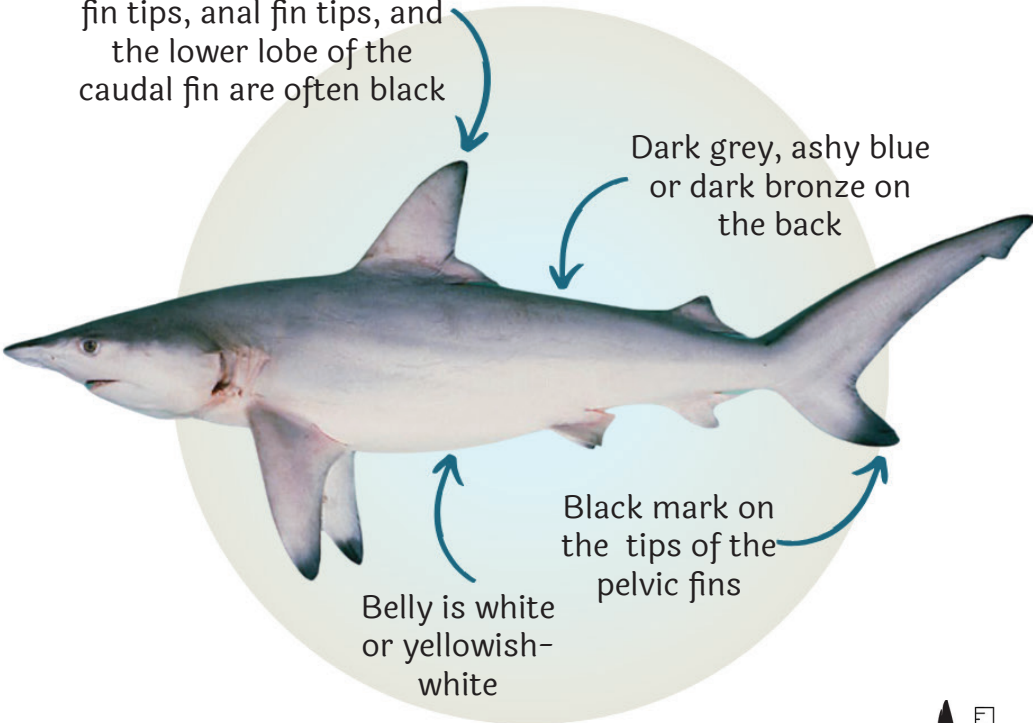 fin tips, anal fin tips, and
the lower lobe of the
caudal fin are often black
Dark grey, ashy blue
or dark bronze on
the back
Black mark on
the tips of the
pelvic fins
Belly is white
or yellowish-
white